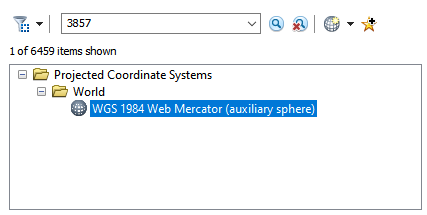 3857
1 of 6459 items shown
Projected Coordinate Systems
World
WGS 1984 Web Mercator (auxiliary sphere)